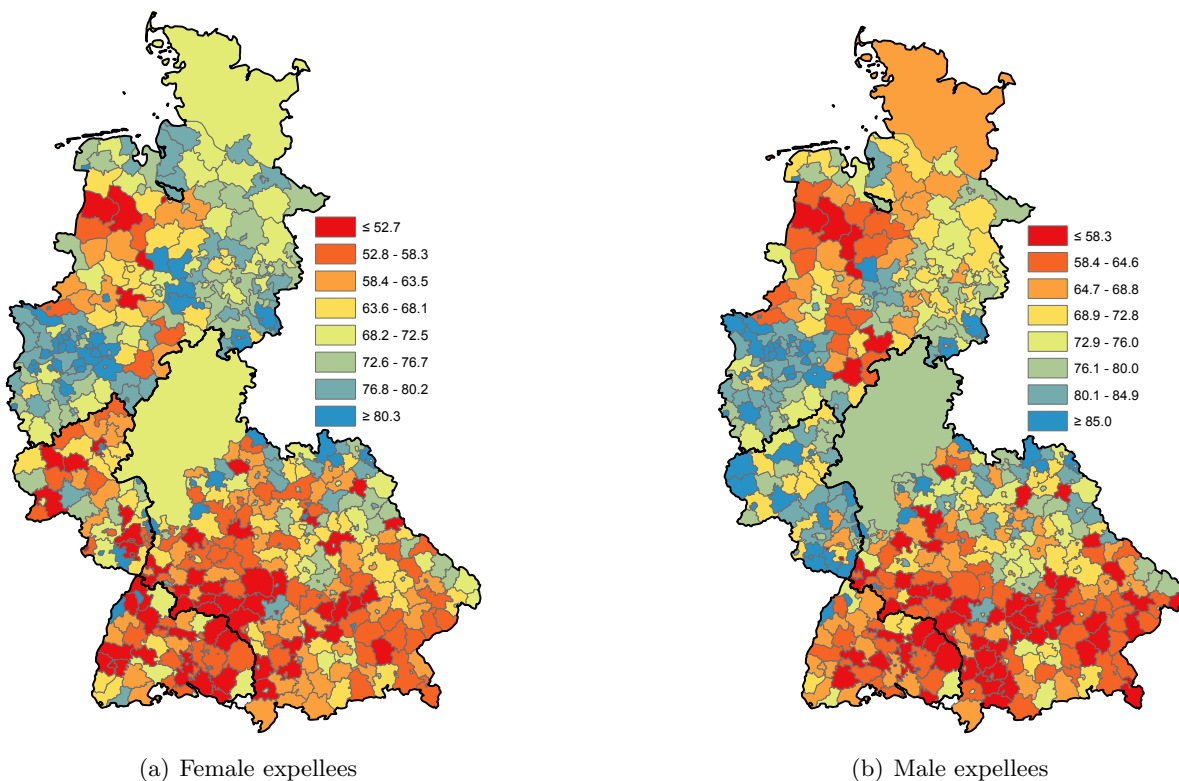 ≤ 52.7
52.8 - 58.3
58.4 - 63.5
63.6 - 68.1
68.2 - 72.5
72.6 - 76.7
76.8 - 80.2
≥ 80.3
(a) Female expellees
≤ 58.3
58.4 - 64.6
64.7 - 68.8
68.9 - 72.8
72.9 - 76.0
76.1 - 80.0
80.1 - 84.9
≥ 85.0
(b) Male expellees